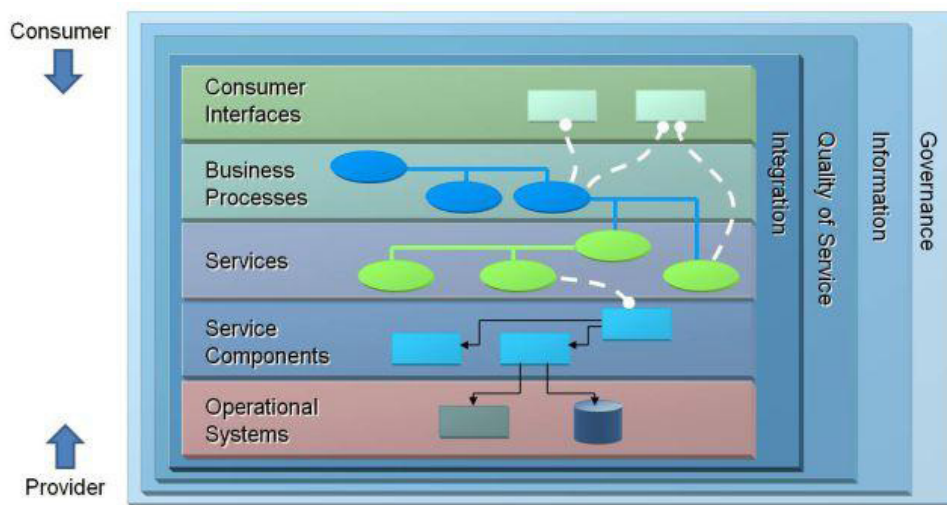 Consumer
Consumer
Interfaces
Business
Processes
Services
Service
Components
Operational
Systems
Integration
Quality of Service
Information
Governance
Provider